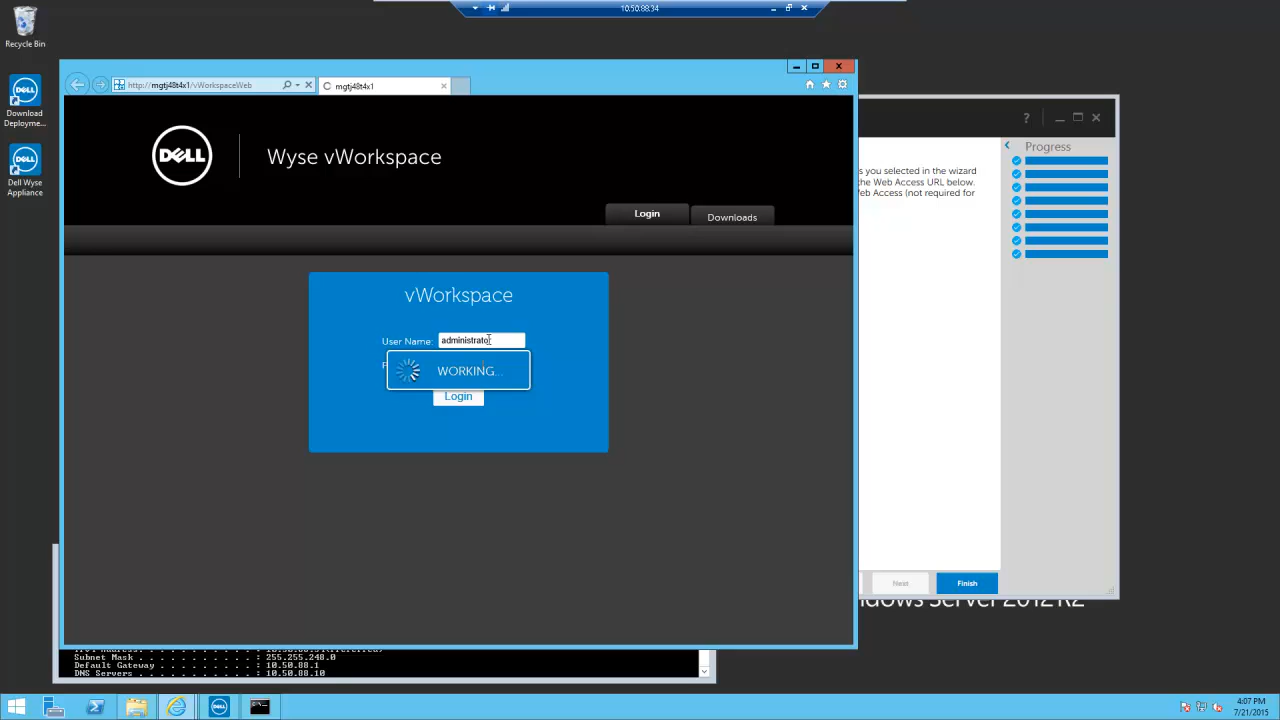 10.50.88.34
Recycle Bin
Download
Deployme...
Dell Wyse
Appliance
http://mgtj48t4x1/vWorkspaceWeb
mgtj48t4x1
DELL
Wyse vWorkspace
Login
Downloads
vWorkspace
User Name:
administrato
WORKING...
Login
?
Progress
s you selected in the wizard
the Web Access URL below.
eb Access (not required for
Next
Finish
ndows Server 2012 R2
Subnet Mask . . . . . . . . . . . : 255.255.248.0
Default Gateway . . . . . . . . . : 10.50.88.1
DNS Servers . . . . . . . . . . . : 10.50.88.10
4:07 PM
7/21/2015